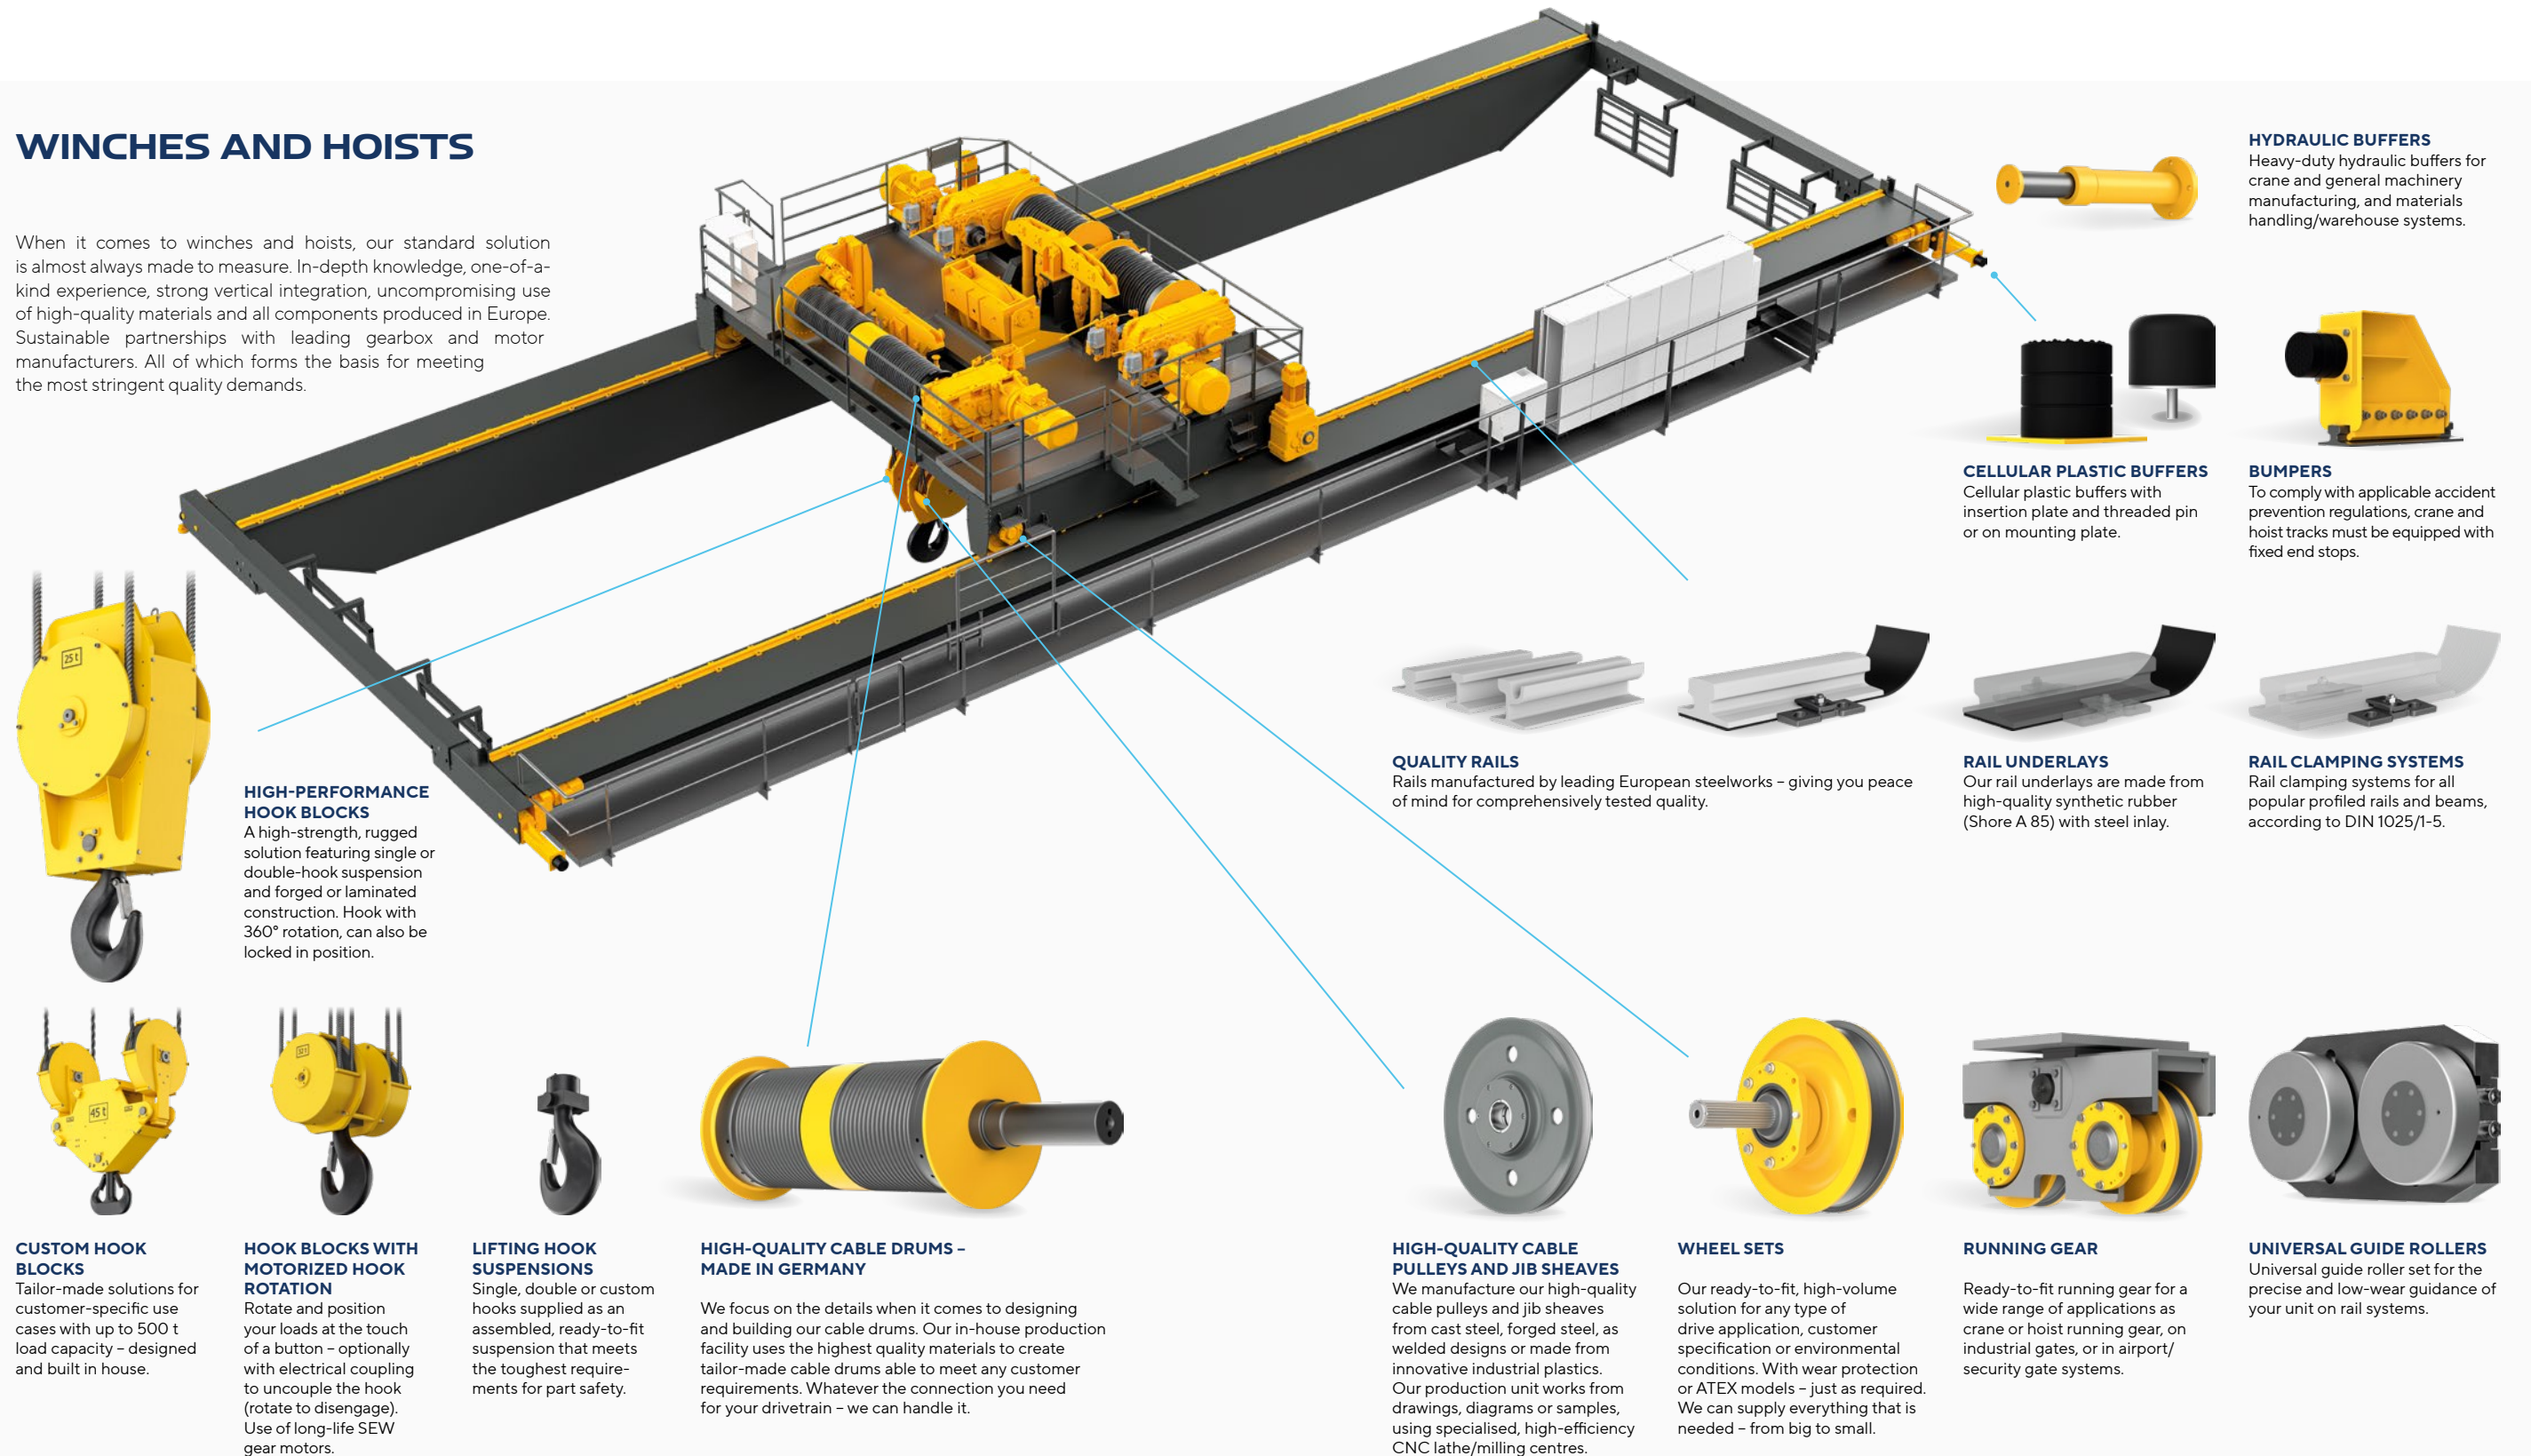 WINCHES AND HOISTS
When it comes to winches and hoists, our standard solution
is almost always made to measure. In-depth knowledge, one-of-a-
kind experience, strong vertical integration, uncompromising use
of high-quality materials and all components produced in Europe.
Sustainable partnerships with leading gearbox and motor
manufacturers. All of which forms the basis for meeting
the most stringent quality demands.
HYDRAULIC BUFFERS
Heavy-duty hydraulic buffers for
crane and general machinery
manufacturing, and materials
handling/warehouse systems.
CELLULAR PLASTIC BUFFERS
Cellular plastic buffers with
insertion plate and threaded pin
or on mounting plate.
BUMPERS
To comply with applicable accident
prevention regulations, crane and
hoist tracks must be equipped with
fixed end stops.
25 t
HIGH-PERFORMANCE
HOOK BLOCKS
A high-strength, rugged
solution featuring single or
double-hook suspension
and forged or laminated
construction. Hook with
360° rotation, can also be
locked in position.
QUALITY RAILS
Rails manufactured by leading European steelworks – giving you peace
of mind for comprehensively tested quality.
RAIL UNDERLAYS
Our rail underlays are made from
high-quality synthetic rubber
(Shore A 85) with steel inlay.
RAIL CLAMPING SYSTEMS
Rail clamping systems for all
popular profiled rails and beams,
according to DIN 1025/1-5.
45 t
32 t
CUSTOM HOOK
BLOCKS
Tailor-made solutions for
customer-specific use
cases with up to 500 t
load capacity – designed
and built in house.
HOOK BLOCKS WITH
MOTORIZED HOOK
ROTATION
Rotate and position
your loads at the touch
of a button – optionally
with electrical coupling
to uncouple the hook
(rotate to disengage).
Use of long-life SEW
gear motors.
LIFTING HOOK
SUSPENSIONS
Single, double or custom
hooks supplied as an
assembled, ready-to-fit
suspension that meets
the toughest require-
ments for part safety.
HIGH-QUALITY CABLE DRUMS –
MADE IN GERMANY
We focus on the details when it comes to designing
and building our cable drums. Our in-house production
facility uses the highest quality materials to create
tailor-made cable drums able to meet any customer
requirements. Whatever the connection you need
for your drivetrain – we can handle it.
HIGH-QUALITY CABLE
PULLEYS AND JIB SHEAVES
We manufacture our high-quality
cable pulleys and jib sheaves
from cast steel, forged steel, as
welded designs or made from
innovative industrial plastics.
Our production unit works from
drawings, diagrams or samples,
using specialised, high-efficiency
CNC lathe/milling centres.
WHEEL SETS
Our ready-to-fit, high-volume
solution for any type of
drive application, customer
specification or environmental
conditions. With wear protection
or ATEX models – just as required.
We can supply everything that is
needed – from big to small.
RUNNING GEAR
Ready-to-fit running gear for a
wide range of applications as
crane or hoist running gear, on
industrial gates, or in airport/
security gate systems.
UNIVERSAL GUIDE ROLLERS
Universal guide roller set for the
precise and low-wear guidance of
your unit on rail systems.